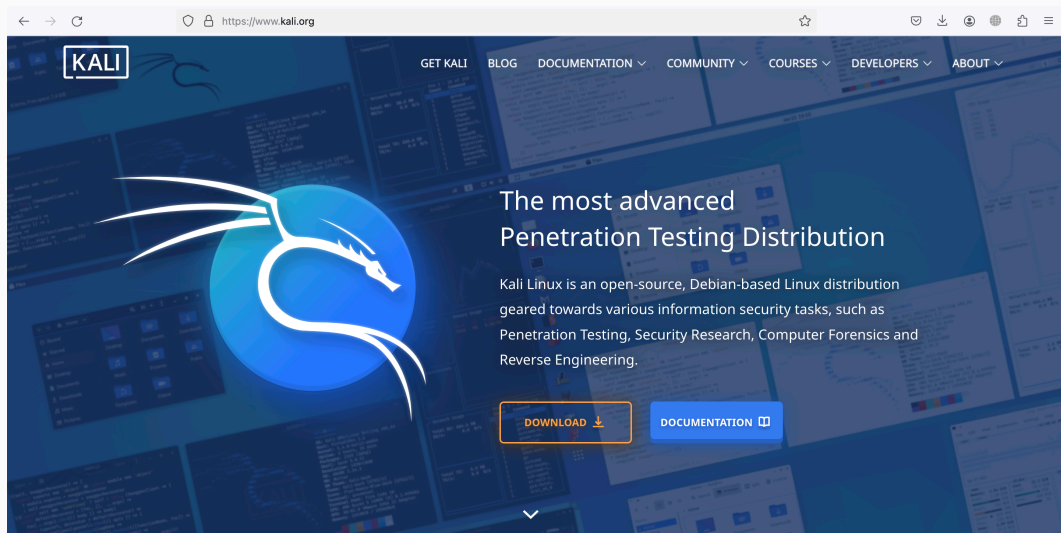 https://www.kali.org
KALI
GET KALI BLOG DOCUMENTATION COMMUNITY COURSES DEVELOPERS ABOUT
The most advanced
Penetration Testing Distribution
Kali Linux is an open-source, Debian-based Linux distribution
geared towards various information security tasks, such as
Penetration Testing, Security Research, Computer Forensics and
Reverse Engineering.
DOWNLOAD DOCUMENTATION